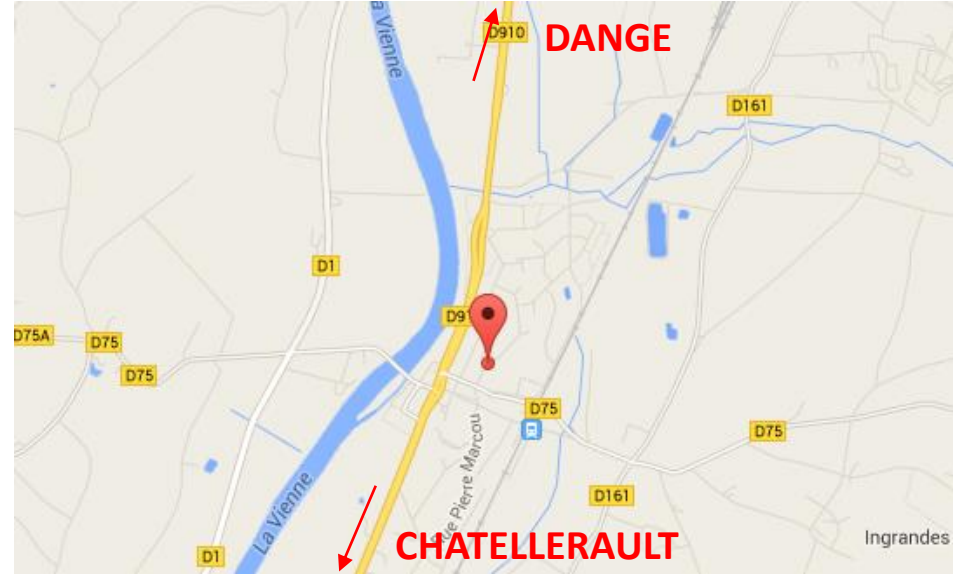 La Vienne
D910
DANGE
D161
D1
D75A
D75
D75
D75
D75
Rue Pierre Marcou
D161
D1
La Vienne
CHATELLERAULT
Ingrandes